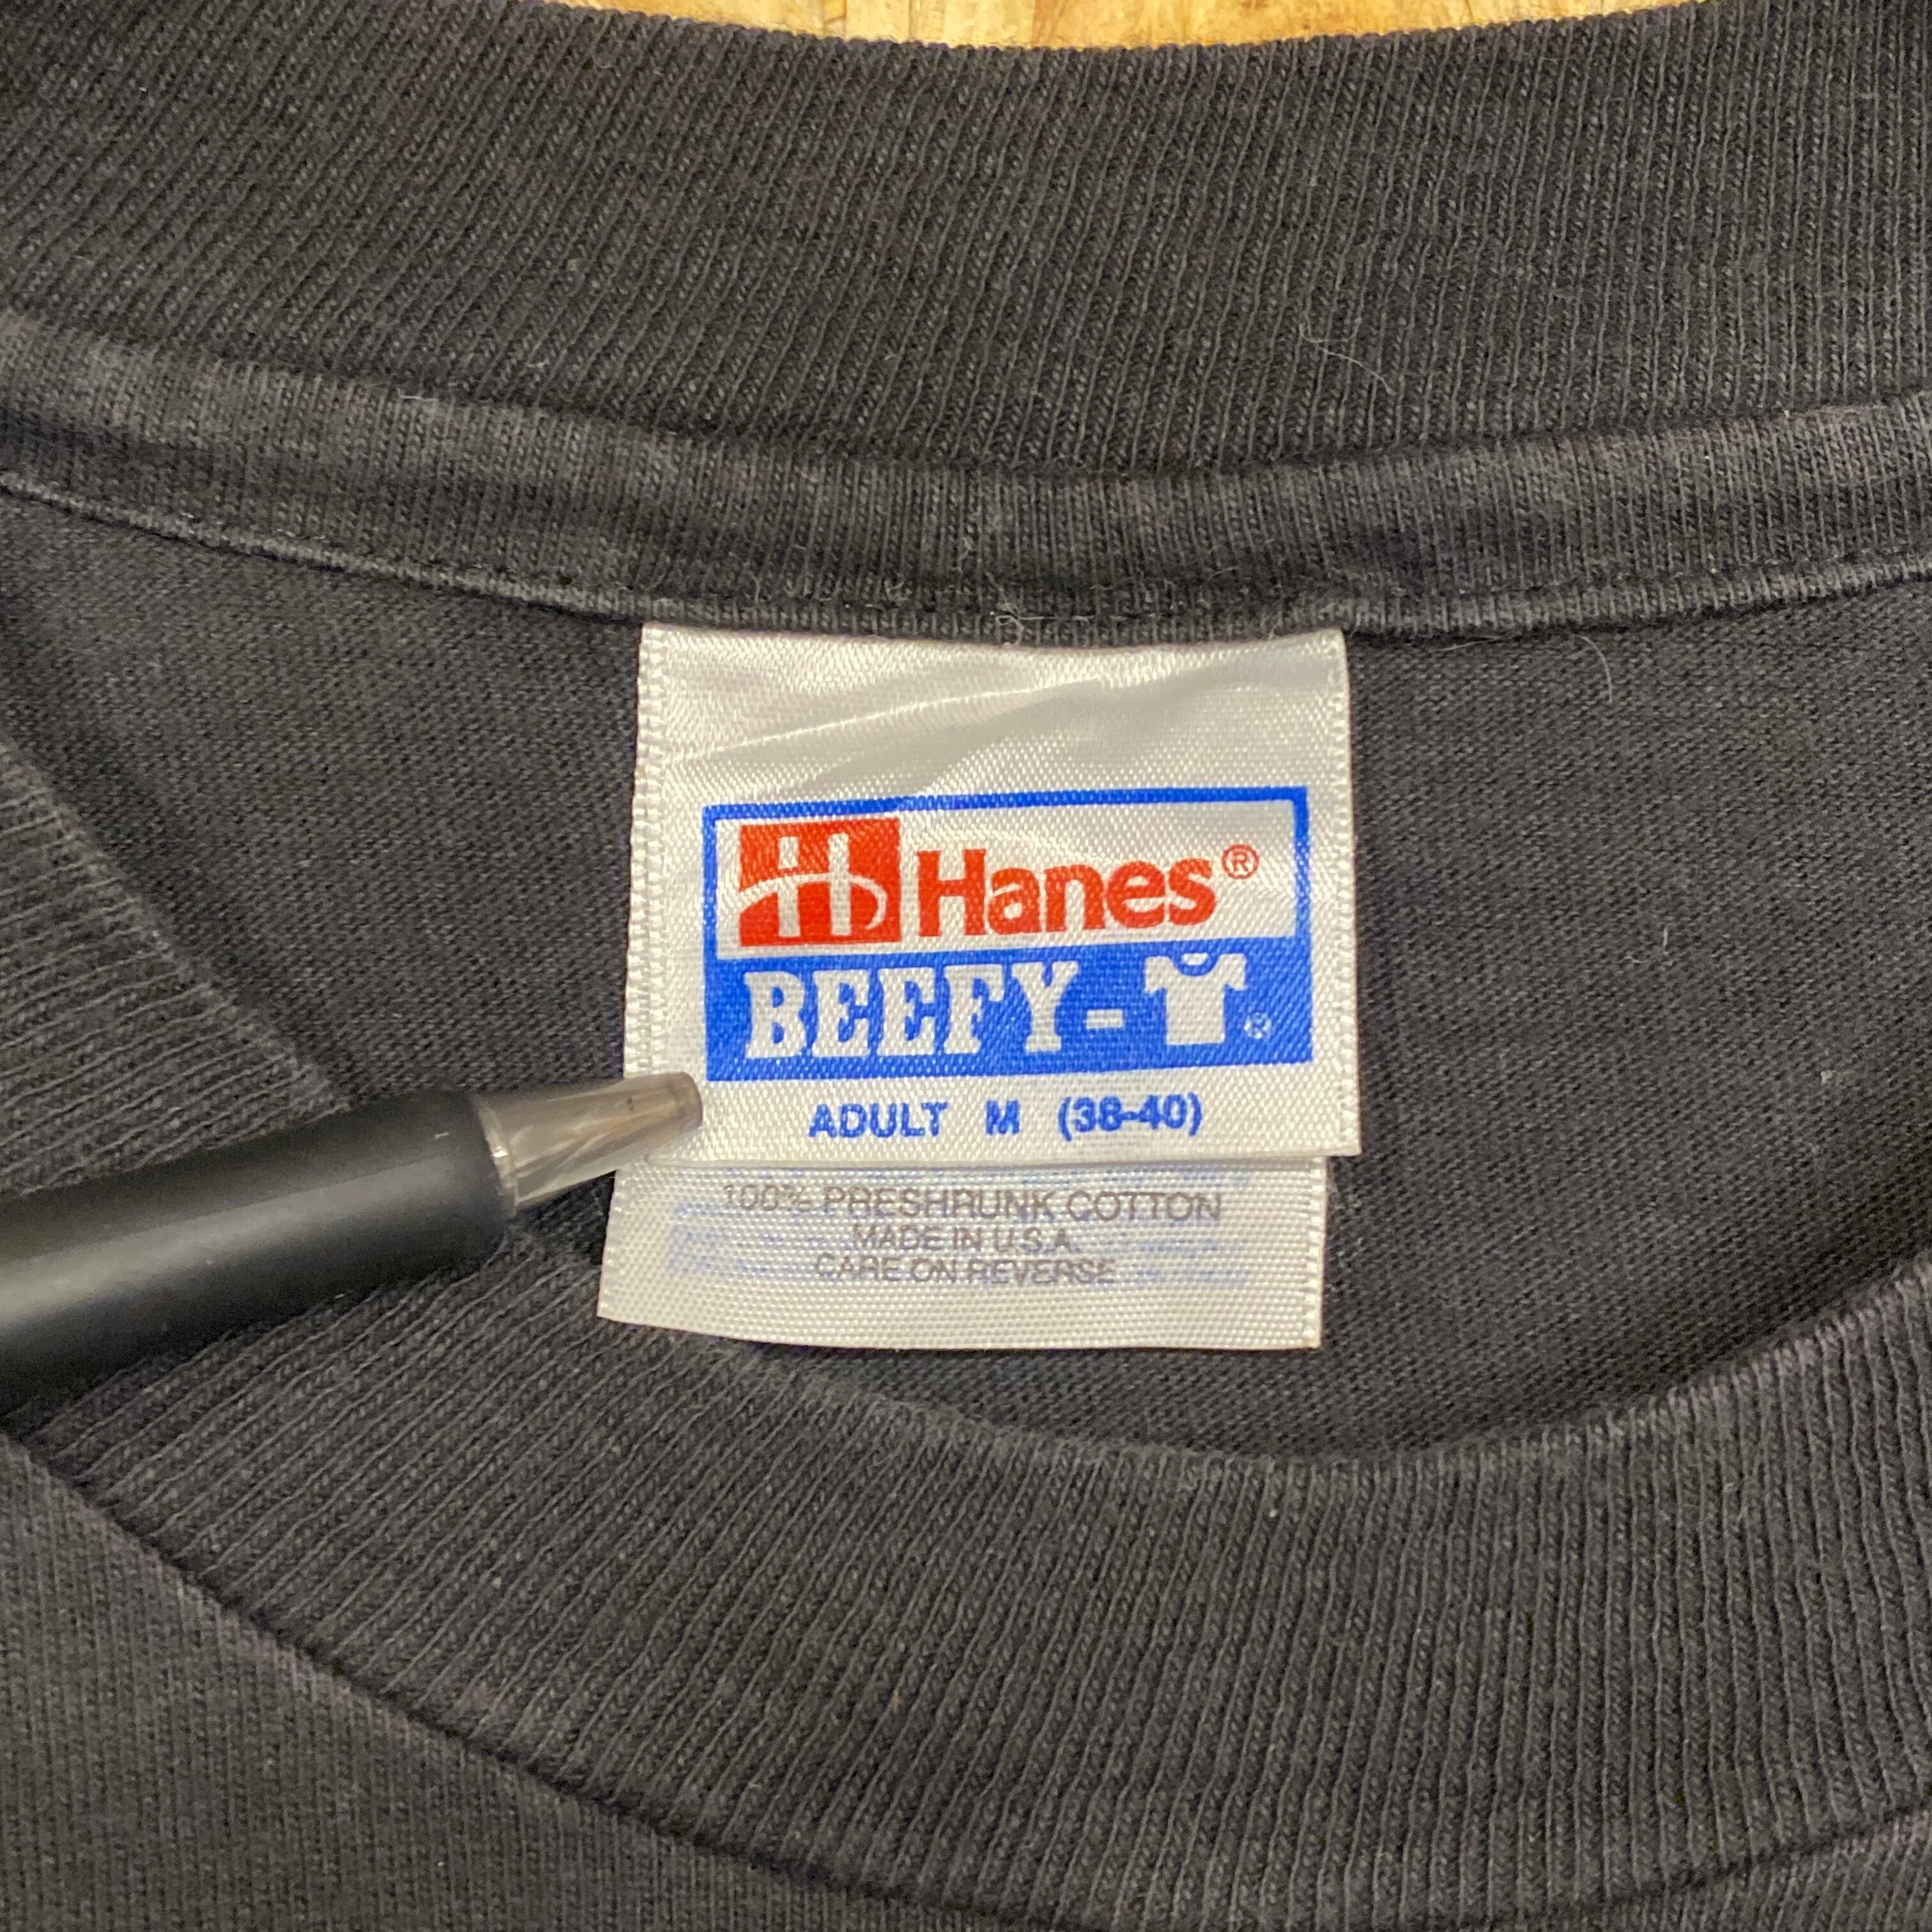 H Hanes®
BEEFY-T®
ADULT M (38-40)
100% PRESHRUNK COTTON
MADE IN U.S.A.
CARE ON REVERSE